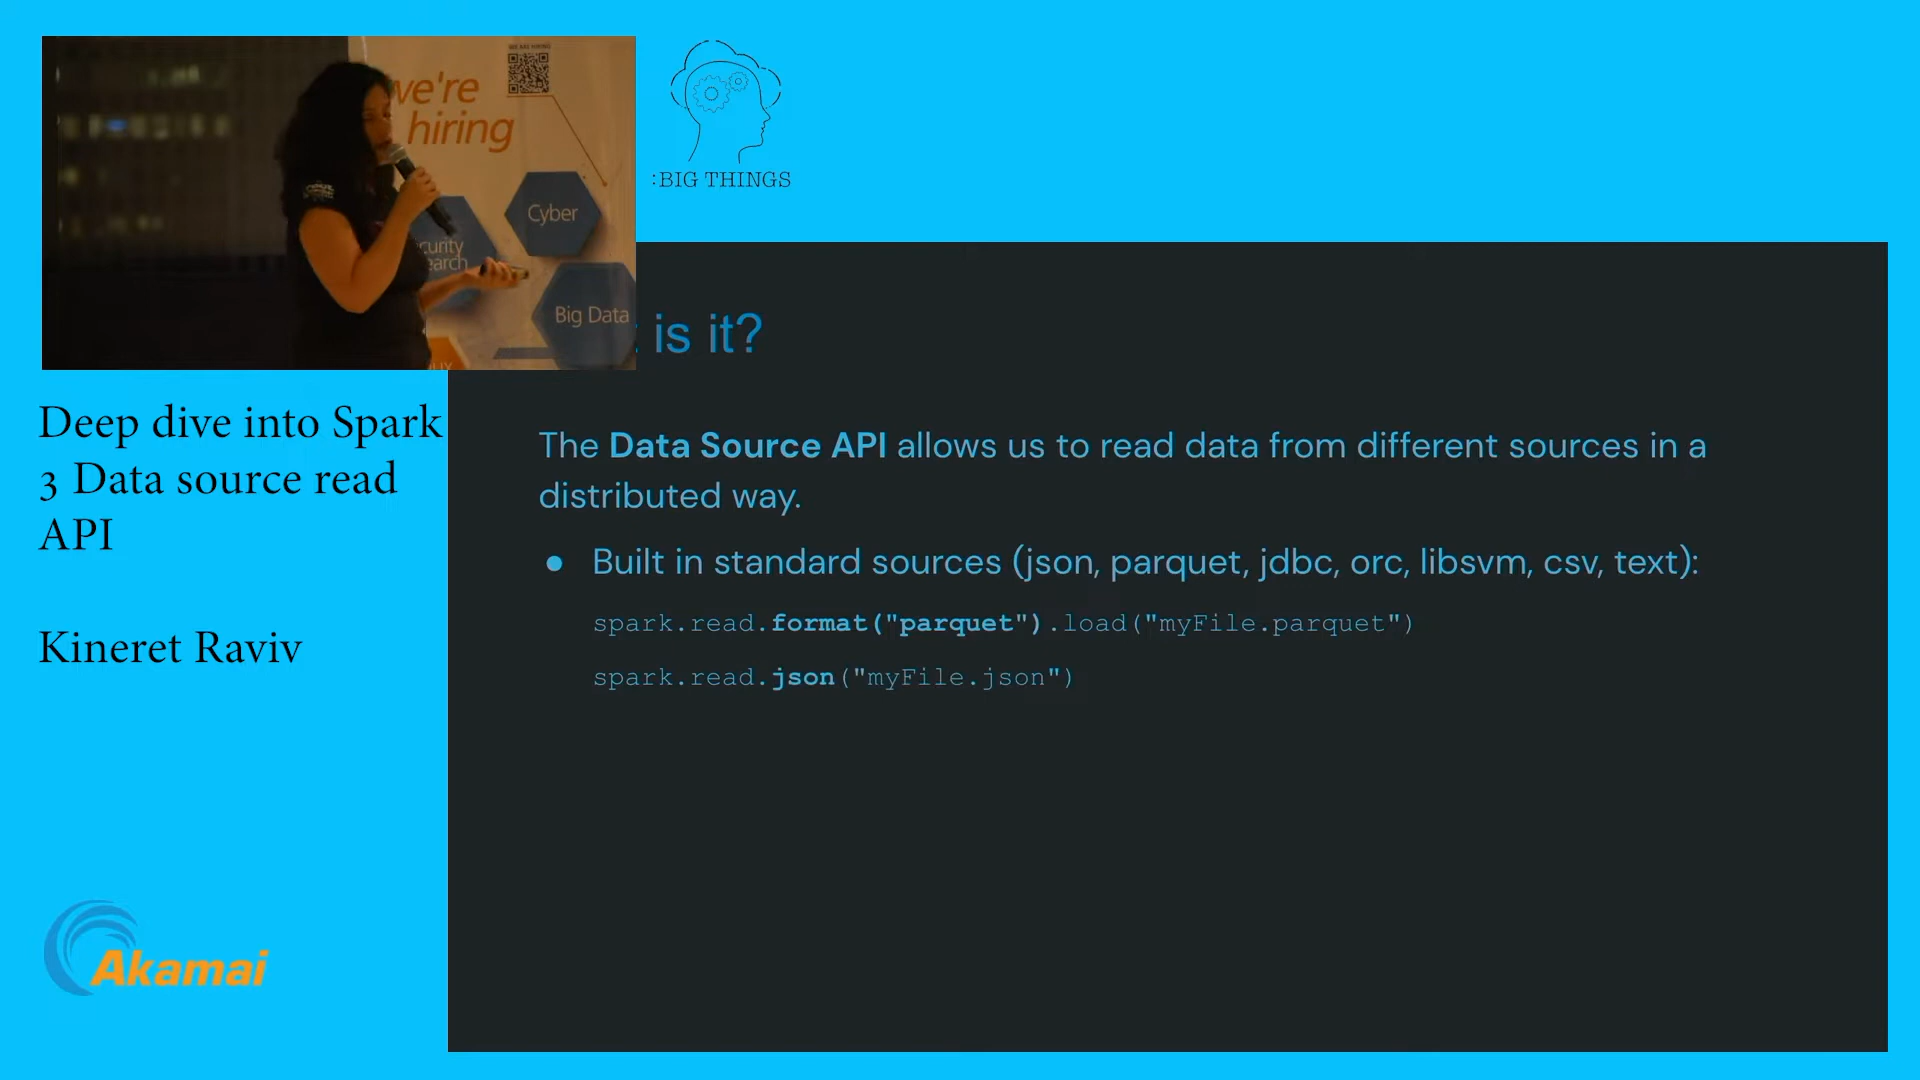 WE ARE HIRING
we're
hiring
Cyber
Big Data
:BIG THINGS
is it?
The Data Source API allows us to read data from different sources in a
distributed way.
● Built in standard sources (json, parquet, jdbc, orc, libsvm, csv, text):
spark.read.format("parquet").load("myFile.parquet")
spark.read.json("myFile.json")
Deep dive into Spark
3 Data source read
API
Kineret Raviv
Akamai